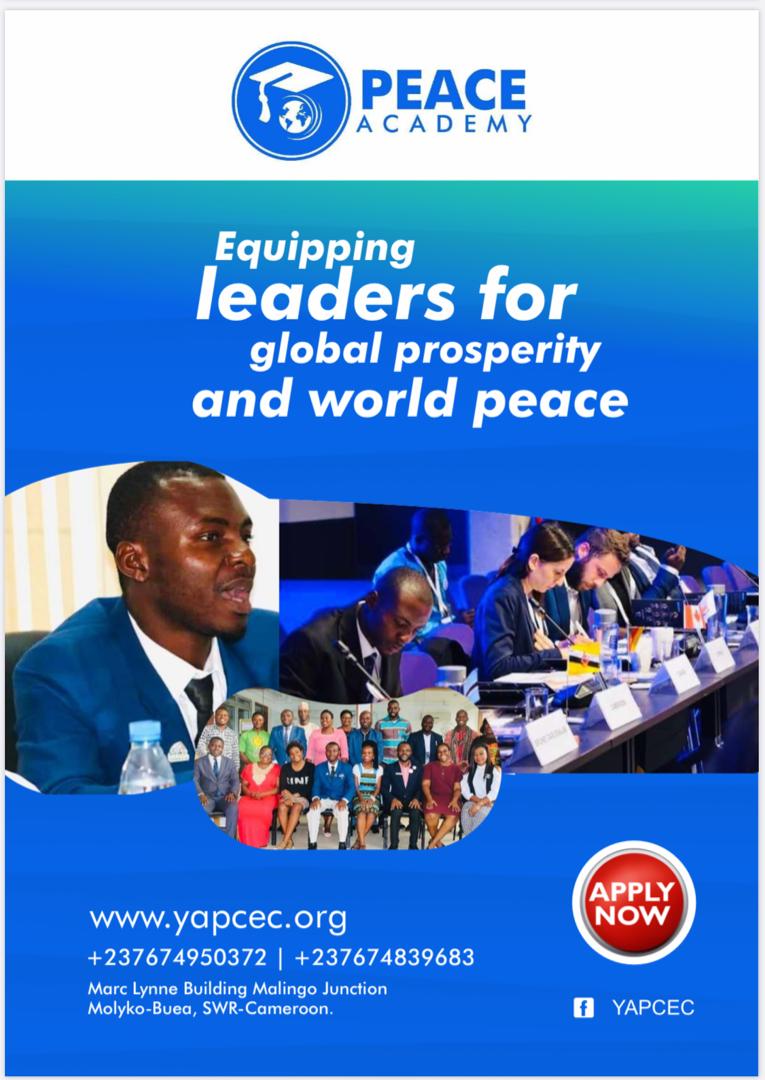 PEACE
ACADEMY
Equipping
leaders for
global prosperity
and world peace
www.yapcec.org
+237674950372 | +237674839683
Marc Lynne Building Malingo Junction
Molyko-Buea, SWR-Cameroon.
APPLY
NOW
YAPCEC